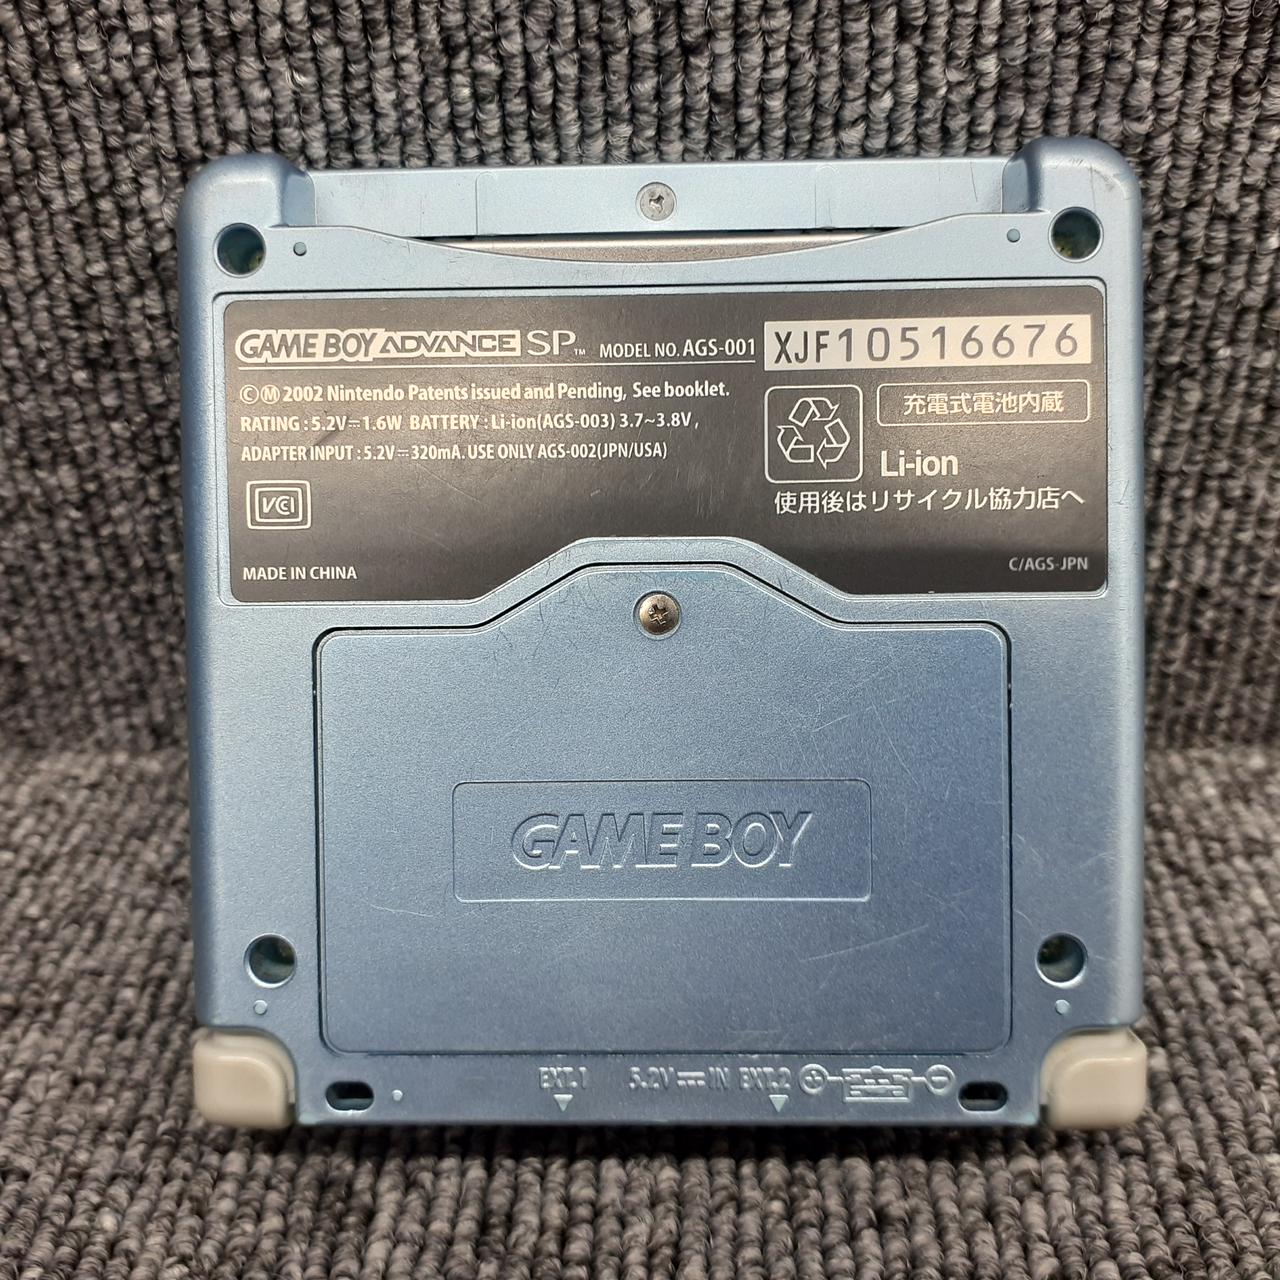 GAME BOY ADVANCE SP™ MODEL NO. AGS-001 XJF10516676
ⒸⓂ 2002 Nintendo Patents issued and Pending, See booklet.
RATING : 5.2V⎓1.6W BATTERY : Li-ion(AGS-003) 3.7~3.8V ,
ADAPTER INPUT : 5.2V⎓320mA. USE ONLY AGS-002(JPN/USA)
VCI
MADE IN CHINA
充電式電池内蔵
Li-ion
使用後はリサイクル協力店へ
C/AGS-JPN
GAME BOY
EXT.1 5.2V⎓IN EXT.2